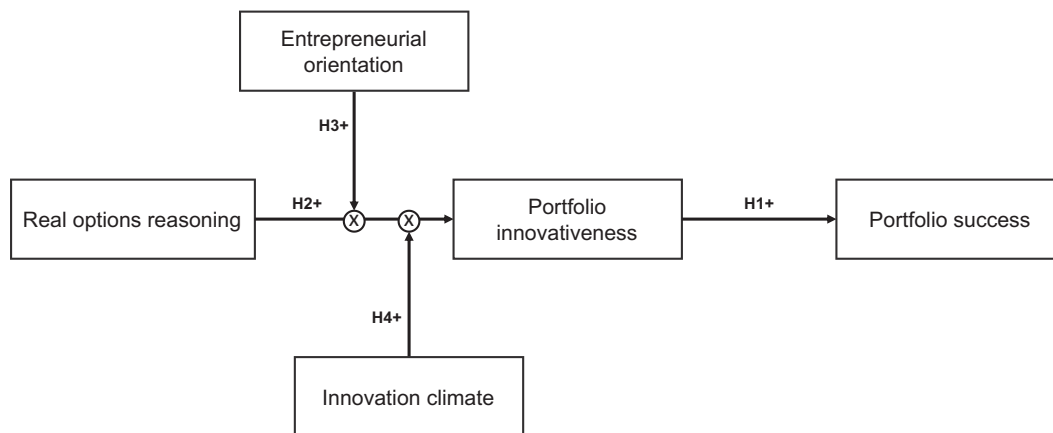 Entrepreneurial
orientation
H3+
Real options reasoning
H2+
X
X
Portfolio
innovativeness
H1+
Portfolio success
H4+
Innovation climate